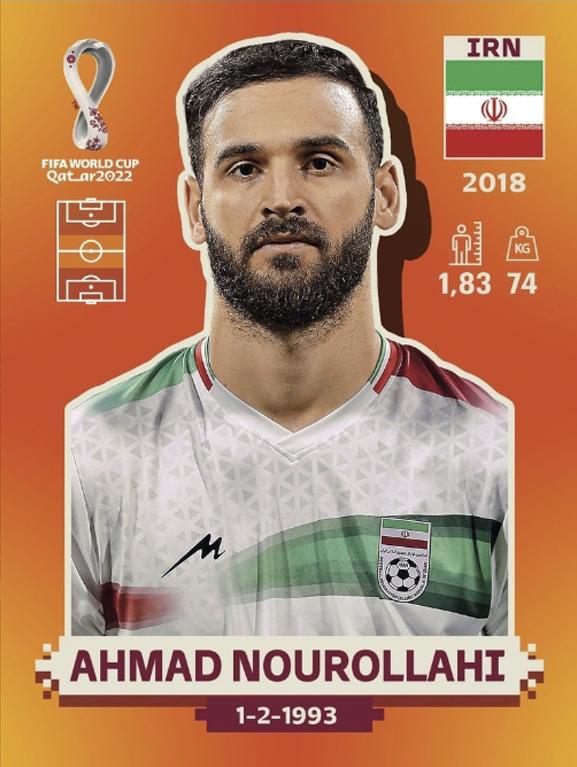 IRN
FIFA WORLD CUP
Qatar2022
2018
KG
1,83 74
AHMAD NOUROLLAHI
1-2-1993